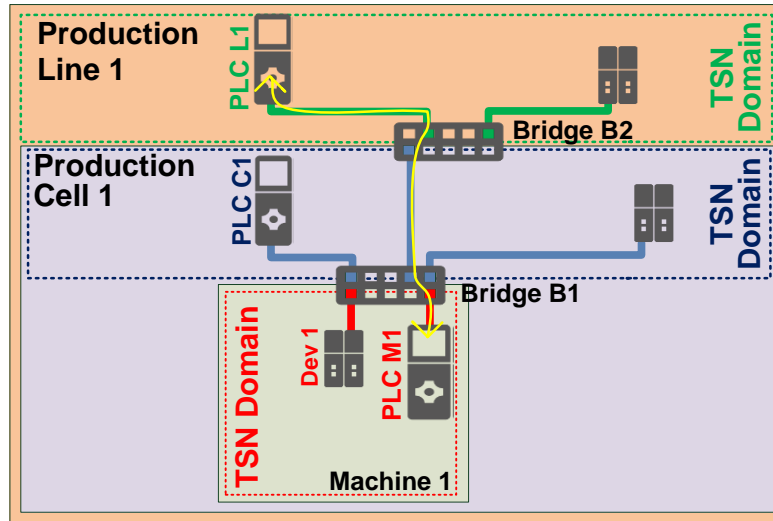 Production
Line 1
PLC L1
TSN
Domain
Bridge B2
Production
Cell 1
PLC C1
TSN
Domain
Bridge B1
TSN Domain
Dev 1
PLC M1
Machine 1